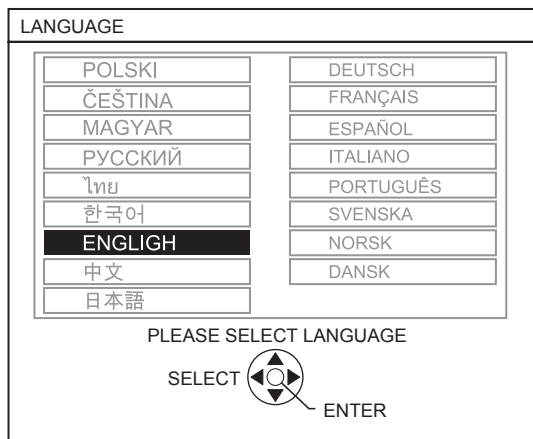 LANGUAGE
POLSKI
ČEŠTINA
MAGYAR
РУССКИЙ
ไทย
한국어
ENGLIGH
中文
日本語
DEUTSCH
FRANÇAIS
ESPAÑOL
ITALIANO
PORTUGUÊS
SVENSKA
NORSK
DANSK
PLEASE SELECT LANGUAGE
SELECT
ENTER